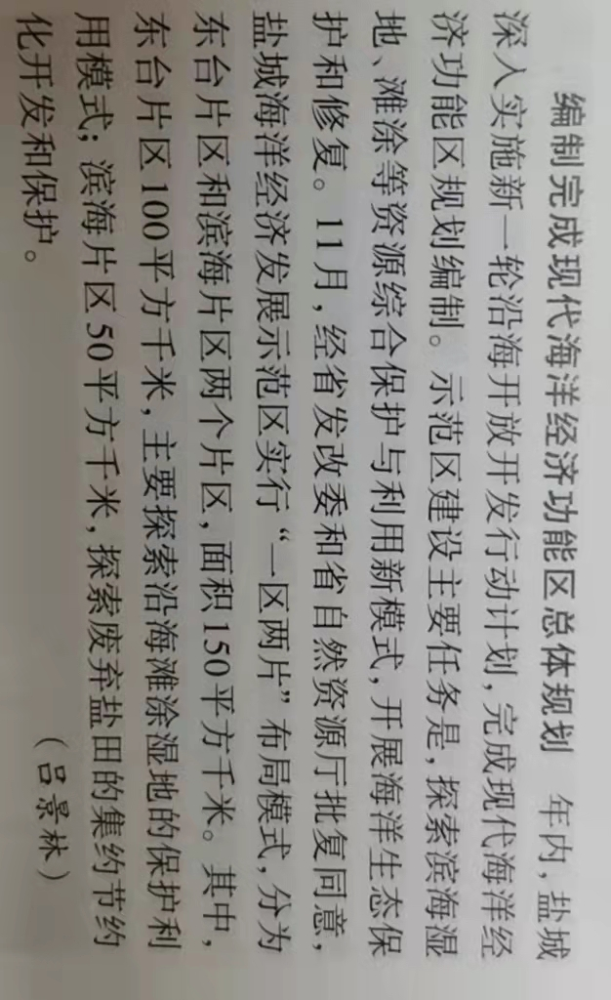 编制完成现代海洋经济功能区总体规划 年内，盐城
深入实施新一轮沿海开放开发行动计划，完成现代海洋经
济功能区规划编制。示范区建设主要任务是，探索滨海湿
地、滩涂等资源综合保护与利用新模式，开展海洋生态保
护和修复。11月，经省发改委和省自然资源厅批复同意，
盐城海洋经济发展示范区实行“一区两片”布局模式，分为
东台片区和滨海片区两个片区，面积150平方千米。其中，
东台片区100平方千米，主要探索沿海滩涂湿地的保护利
用模式；滨海片区50平方千米，探索废弃盐田的集约节约
化开发和保护。 （吕景林）